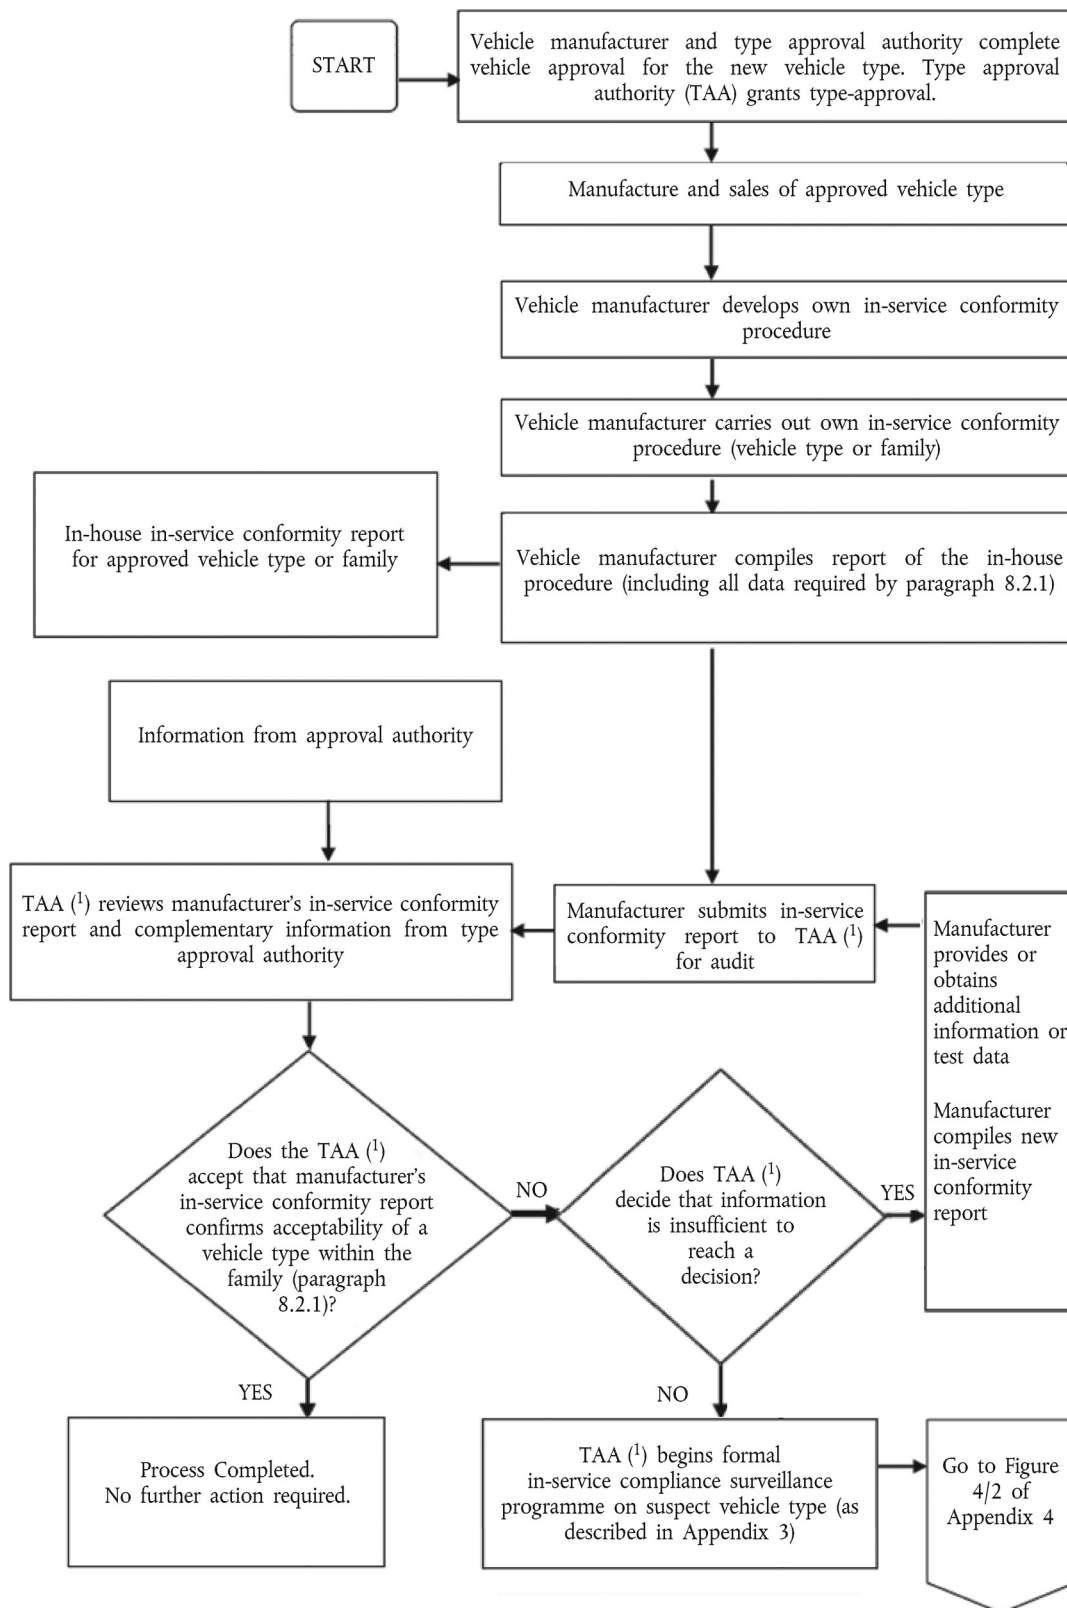 START
Vehicle manufacturer and type approval authority complete
vehicle approval for the new vehicle type. Type approval
authority (TAA) grants type-approval.
Manufacture and sales of approved vehicle type
Vehicle manufacturer develops own in-service conformity
procedure
Vehicle manufacturer carries out own in-service conformity
procedure (vehicle type or family)
In-house in-service conformity report
for approved vehicle type or family
Vehicle manufacturer compiles report of the in-house
procedure (including all data required by paragraph 8.2.1)
Information from approval authority
TAA (1) reviews manufacturer's in-service conformity
report and complementary information from type
approval authority
Manufacturer submits in-service
conformity report to TAA (1)
for audit
Manufacturer
provides or
obtains
additional
information or
test data
Manufacturer
compiles new
in-service
conformity
report
Does the TAA (1)
accept that manufacturer's
in-service conformity report
confirms acceptability of a
vehicle type within the
family (paragraph
8.2.1)?
NO
Does TAA (1)
decide that information
is insufficient to
reach a
decision?
YES
YES
NO
Process Completed.
No further action required.
TAA (1) begins formal
in-service compliance surveillance
programme on suspect vehicle type (as
described in Appendix 3)
Go to Figure
4/2 of
Appendix 4